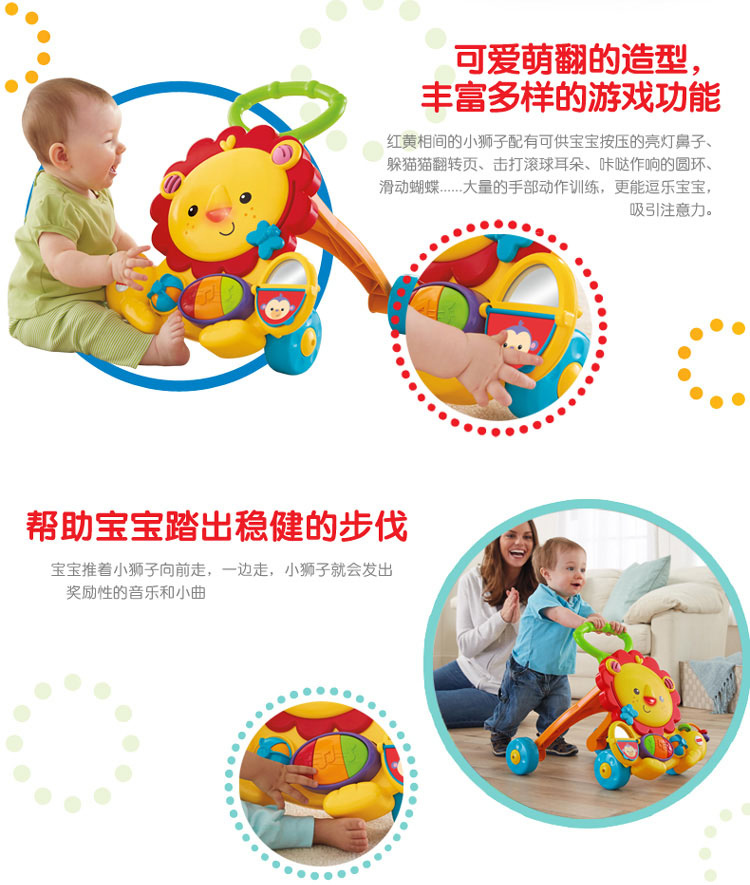 可爱萌翻的造型，
丰富多样的游戏功能
红黄相间的小狮子配有可供宝宝按压的亮灯鼻子、
躲猫猫翻转页、击打滚球耳朵、咔哒作响的圆环、
滑动蝴蝶......大量的手部动作训练，更能逗乐宝宝，
吸引注意力。
帮助宝宝踏出稳健的步伐
宝宝推着小狮子向前走，一边走，小狮子就会发出
奖励性的音乐和小曲